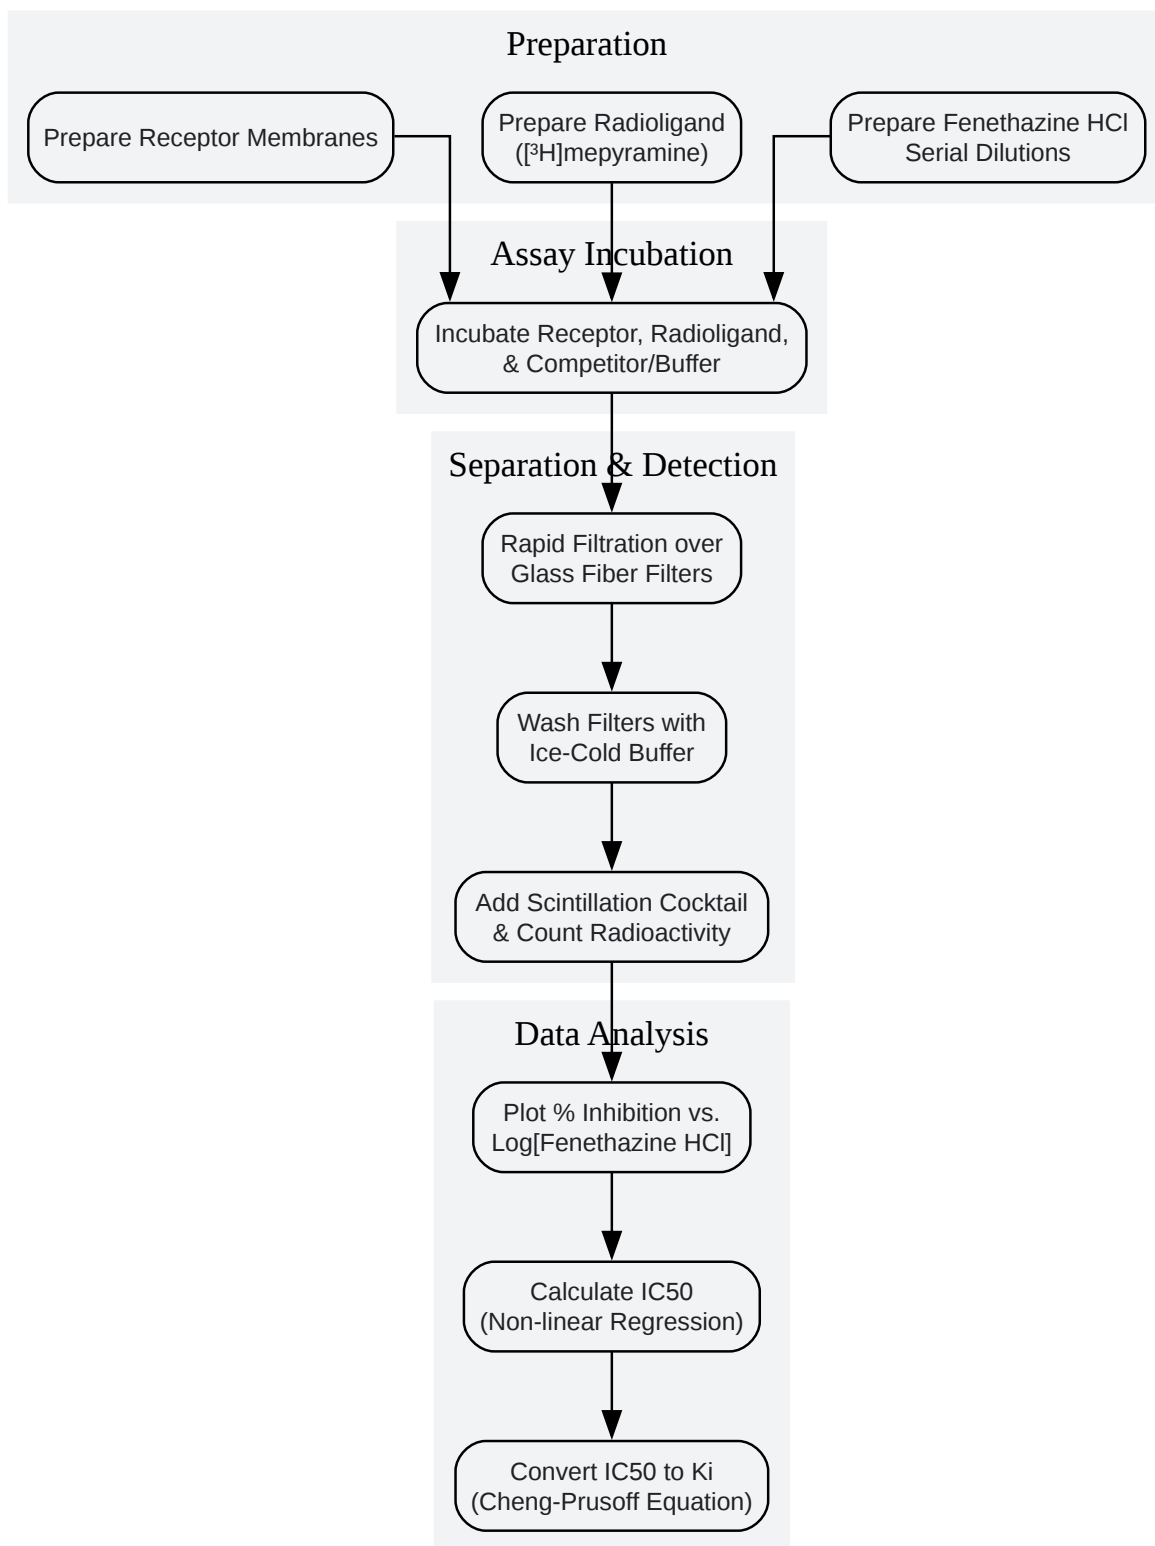 Preparation
Prepare Receptor Membranes
Prepare Radioligand
([³H]mepyramine)
Prepare Fenethazine HCl
Serial Dilutions
Assay Incubation
Incubate Receptor, Radioligand,
& Competitor/Buffer
Separation & Detection
Rapid Filtration over
Glass Fiber Filters
Wash Filters with
Ice-Cold Buffer
Add Scintillation Cocktail
& Count Radioactivity
Data Analysis
Plot % Inhibition vs.
Log[Fenethazine HCl]
Calculate IC50
(Non-linear Regression)
Convert IC50 to Ki
(Cheng-Prusoff Equation)